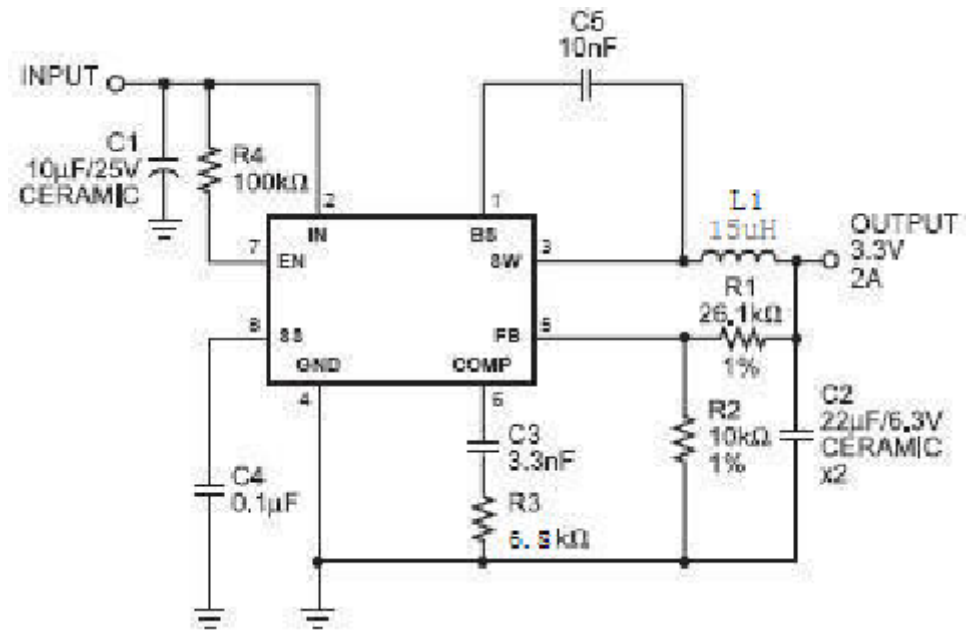 C5
10nF
INPUT
C1
10µF/25V
CERAMIC
R4
100kΩ
2
1
IN
BS
7
EN
3
SW
L1
15uH
OUTPUT
3.3V
2A
R1
26.1kΩ
1%
8
SS
5
FB
GND
COMP
4
6
C4
0.1µF
C3
3.3nF
R3
R2
10kΩ
1%
C2
22µF/6.3V
CERAMIC
x2